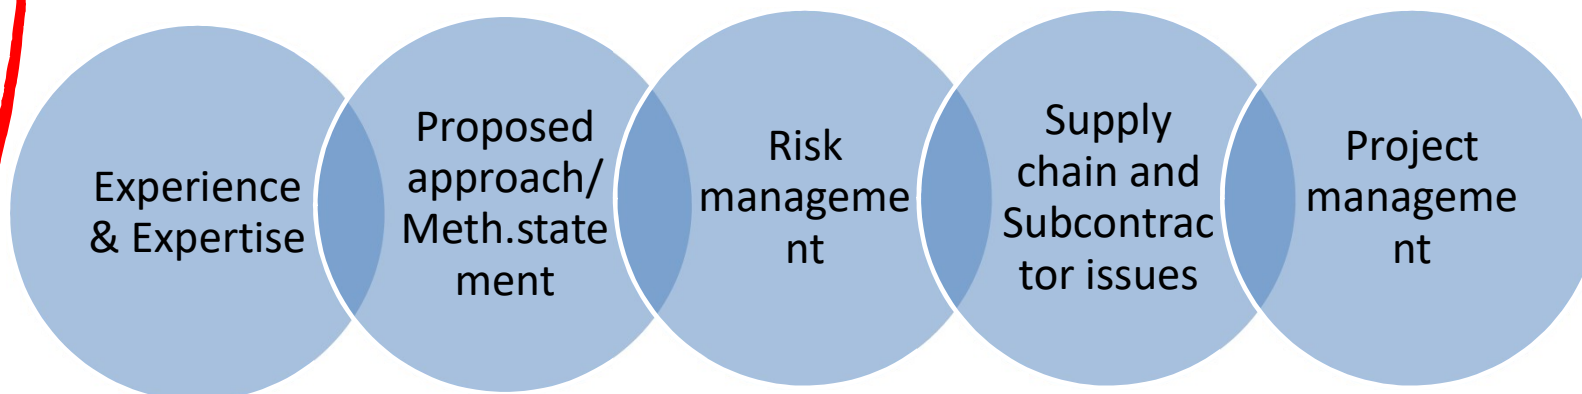 Experience
& Expertise
Proposed
approach/
Meth.state
ment
Risk
manageme
nt
Supply
chain and
Subcontrac
tor issues
Project
manageme
nt